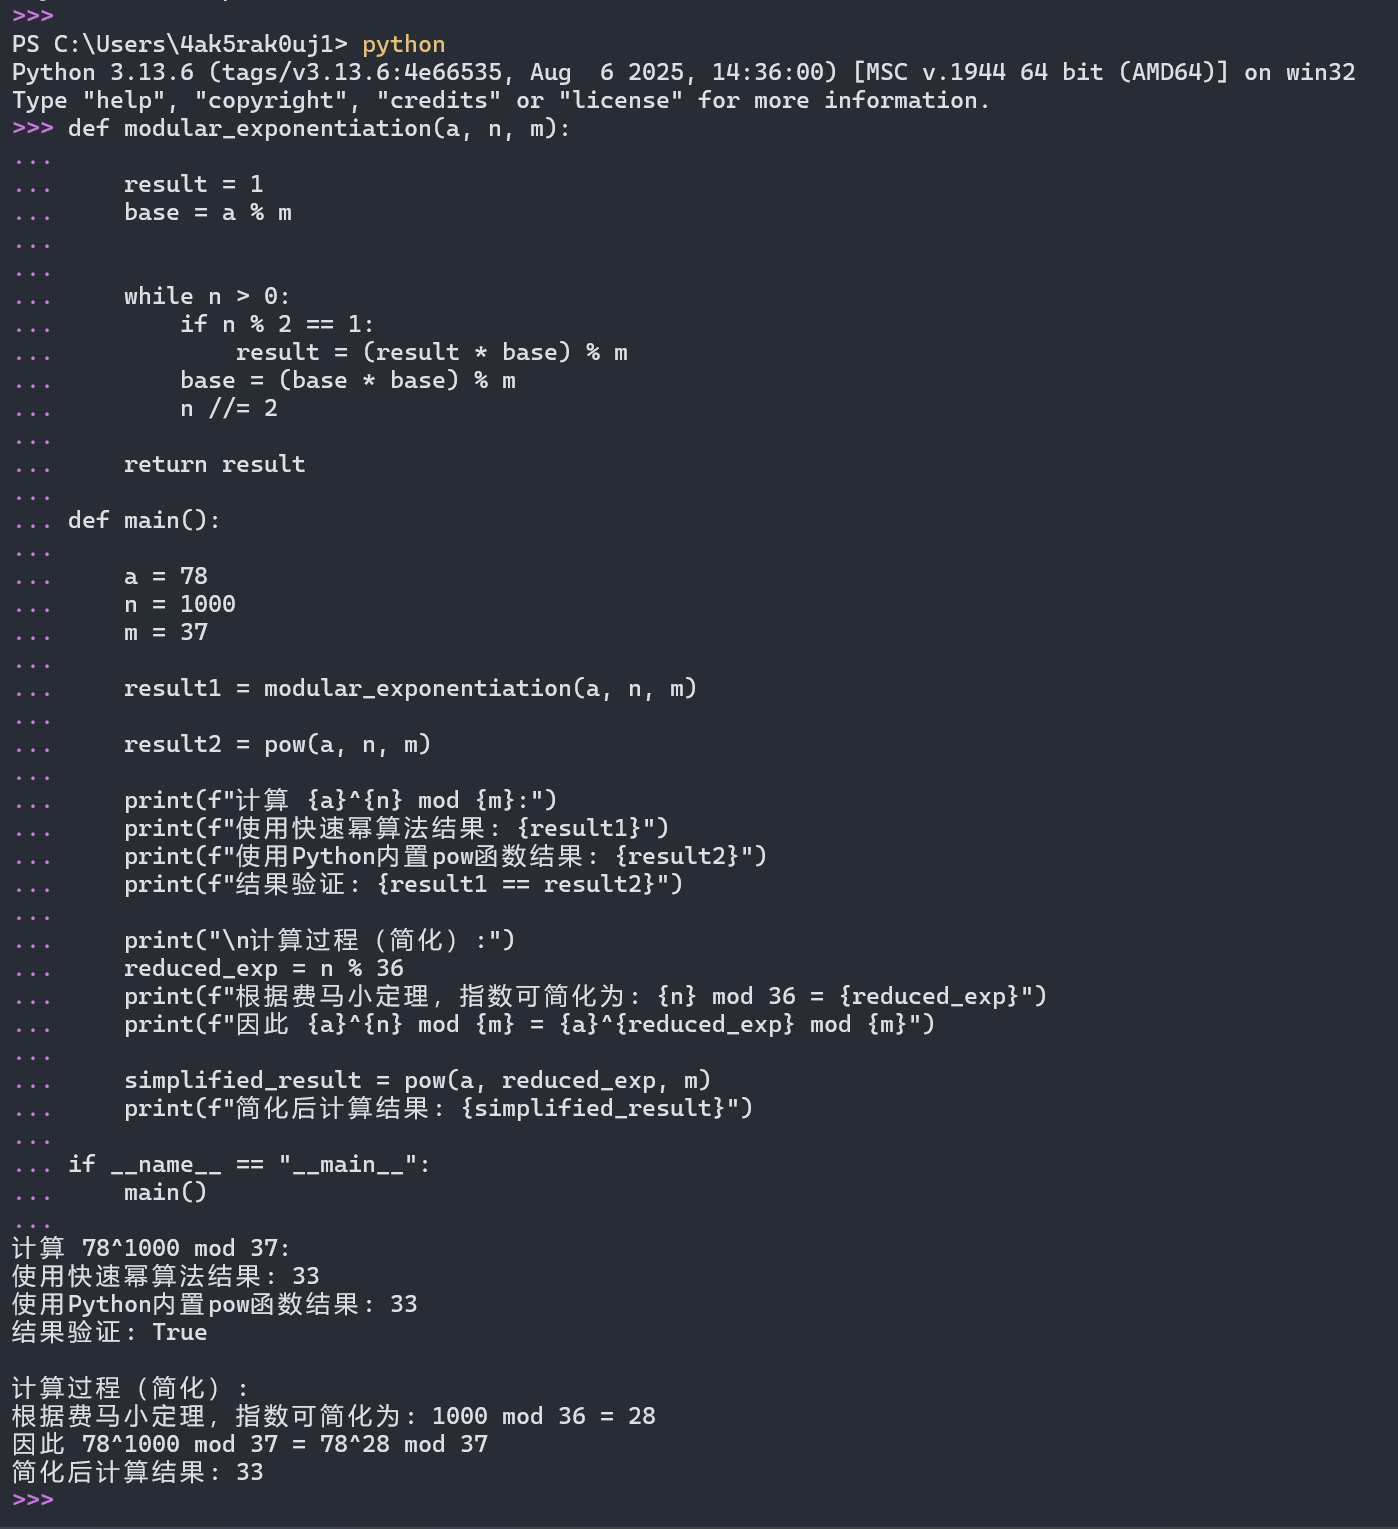 >>>
PS C:\Users\4ak5rak0uj1> python
Python 3.13.6 (tags/v3.13.6:4e66535, Aug  6 2025, 14:36:00) [MSC v.1944 64 bit (AMD64)] on win32
Type "help", "copyright", "credits" or "license" for more information.
>>> def modular_exponentiation(a, n, m):
...
...     result = 1
...     base = a % m
...
...
...     while n > 0:
...         if n % 2 == 1:
...             result = (result * base) % m
...         base = (base * base) % m
...         n //= 2
...
...     return result
...
... def main():
...
...     a = 78
...     n = 1000
...     m = 37
...
...     result1 = modular_exponentiation(a, n, m)
...
...     result2 = pow(a, n, m)
...
...     print(f"计算 {a}^{n} mod {m}:")
...     print(f"使用快速幂算法结果: {result1}")
...     print(f"使用Python内置pow函数结果: {result2}")
...     print(f"结果验证: {result1 == result2}")
...
...     print("\n计算过程（简化）:")
...     reduced_exp = n % 36
...     print(f"根据费马小定理，指数可简化为: {n} mod 36 = {reduced_exp}")
...     print(f"因此 {a}^{n} mod {m} = {a}^{reduced_exp} mod {m}")
...
...     simplified_result = pow(a, reduced_exp, m)
...     print(f"简化后计算结果: {simplified_result}")
...
... if __name__ == "__main__":
...     main()
...
计算 78^1000 mod 37:
使用快速幂算法结果: 33
使用Python内置pow函数结果: 33
结果验证: True
计算过程（简化）:
根据费马小定理，指数可简化为: 1000 mod 36 = 28
因此 78^1000 mod 37 = 78^28 mod 37
简化后计算结果: 33
>>>